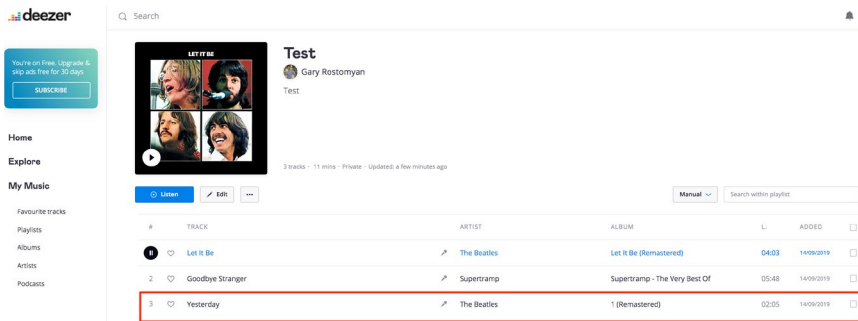 deezer
Search
You're on Free. Upgrade &
skip ads free for 30 days
SUBSCRIBE
Home
Explore
My Music
Favourite tracks
Playlists
Albums
Artists
Podcasts
LET IT BE
Test
Gary Rostomyan
Test
3 tracks · 11 mins · Private · Updated: a few minutes ago
Listen Edit ... Manual Search within playlist
# TRACK ARTIST ALBUM L. ADDED
Let It Be The Beatles Let It Be (Remastered) 04:03 14/09/2019
2 Goodbye Stranger Supertramp Supertramp - The Very Best Of 05:48 14/09/2019
3 Yesterday The Beatles 1 (Remastered) 02:05 14/09/2019